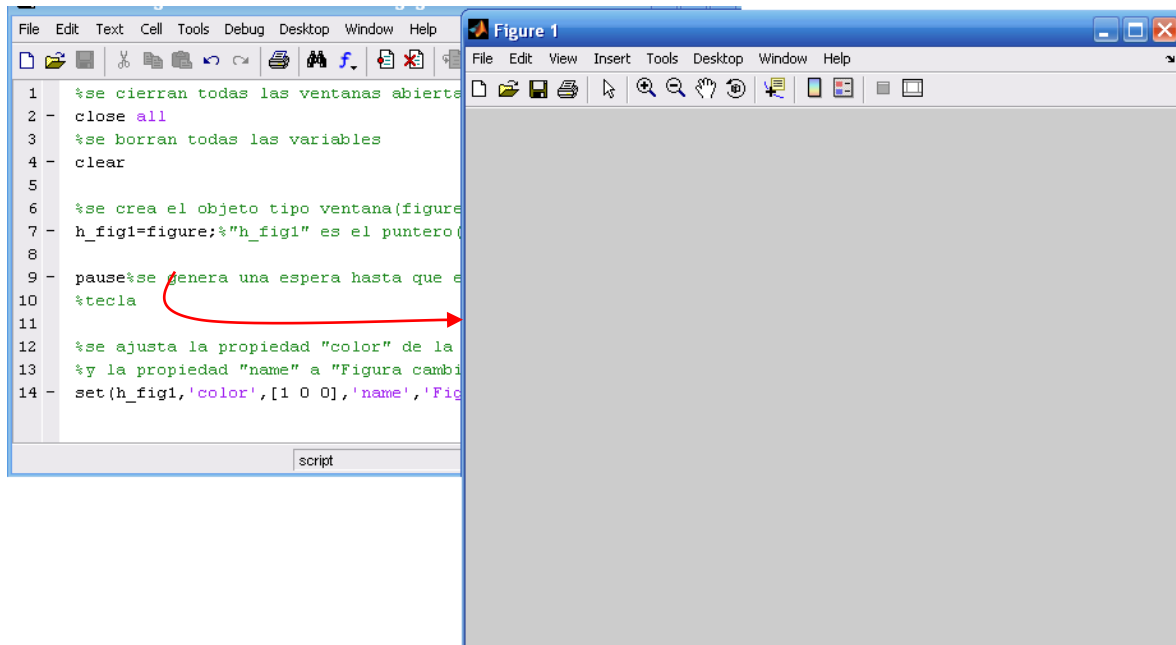 File Edit Text Cell Tools Debug Desktop Window Help
1 %se cierran todas las ventanas abierta
2 - close all
3 %se borran todas las variables
4 - clear
5
6 %se crea el objeto tipo ventana(figure
7 - h_fig1=figure;%"h_fig1" es el puntero(
8
9 - pause%se genera una espera hasta que e
10 %tecla
11
12 %se ajusta la propiedad "color" de la
13 %y la propiedad "name" a "Figura cambi
14 - set(h_fig1,'color',[1 0 0],'name','Fig
script
Figure 1
File Edit View Insert Tools Desktop Window Help